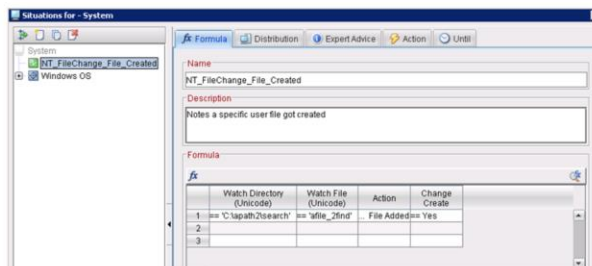 Situations for - System
fx Formula Distribution Expert Advice Action Until
System
NT_FileChange_File_Created
Windows OS
Name
NT_FileChange_File_Created
Description
Notes a specific user file got created
Formula
fx
Watch Directory (Unicode) Watch File (Unicode) Action Change Create
1 == 'C:\apath2\search' == 'afile_2find' ... File Added == Yes
2
3